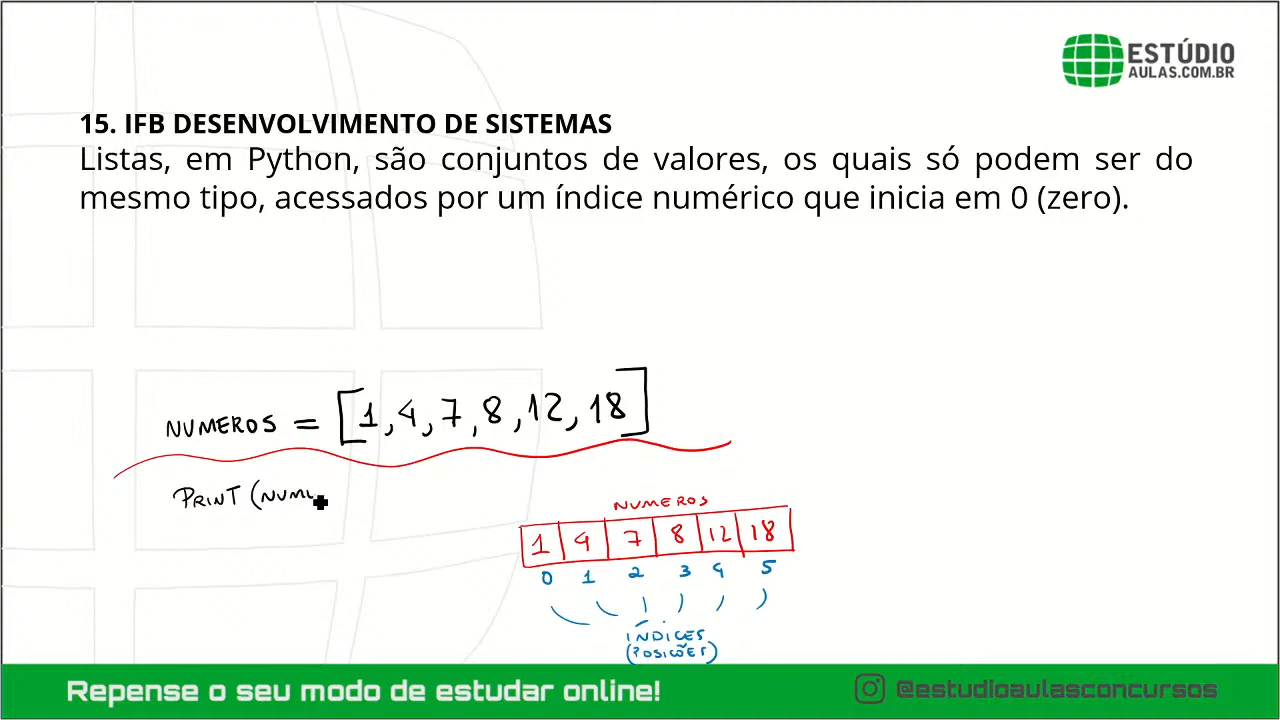 ESTÚDIO
AULAS.COM.BR
15. IFB DESENVOLVIMENTO DE SISTEMAS
Listas, em Python, são conjuntos de valores, os quais só podem ser do
mesmo tipo, acessados por um índice numérico que inicia em 0 (zero).
NUMEROS = [1,4,7,8,12,18]
PRINT (NUM
NUMEROS
1 4 7 8 12 18
0 1 2 3 4 5
ÍNDICES
(POSIÇÕES)
Repense o seu modo de estudar online!
@estudioaulasconcursos